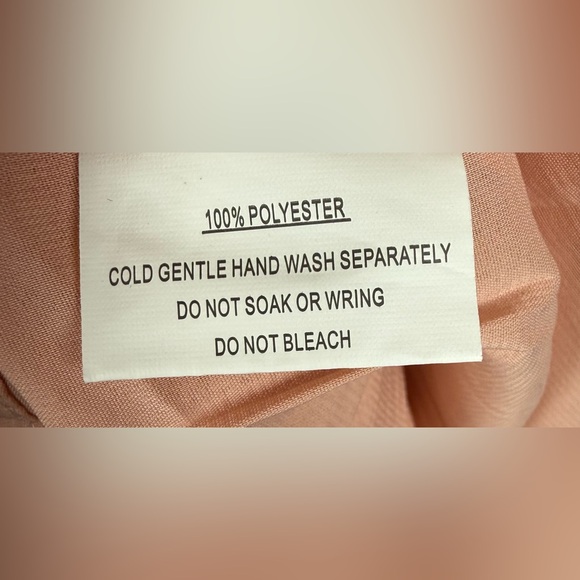 100% POLYESTER
COLD GENTLE HAND WASH SEPARATELY
DO NOT SOAK OR WRING
DO NOT BLEACH